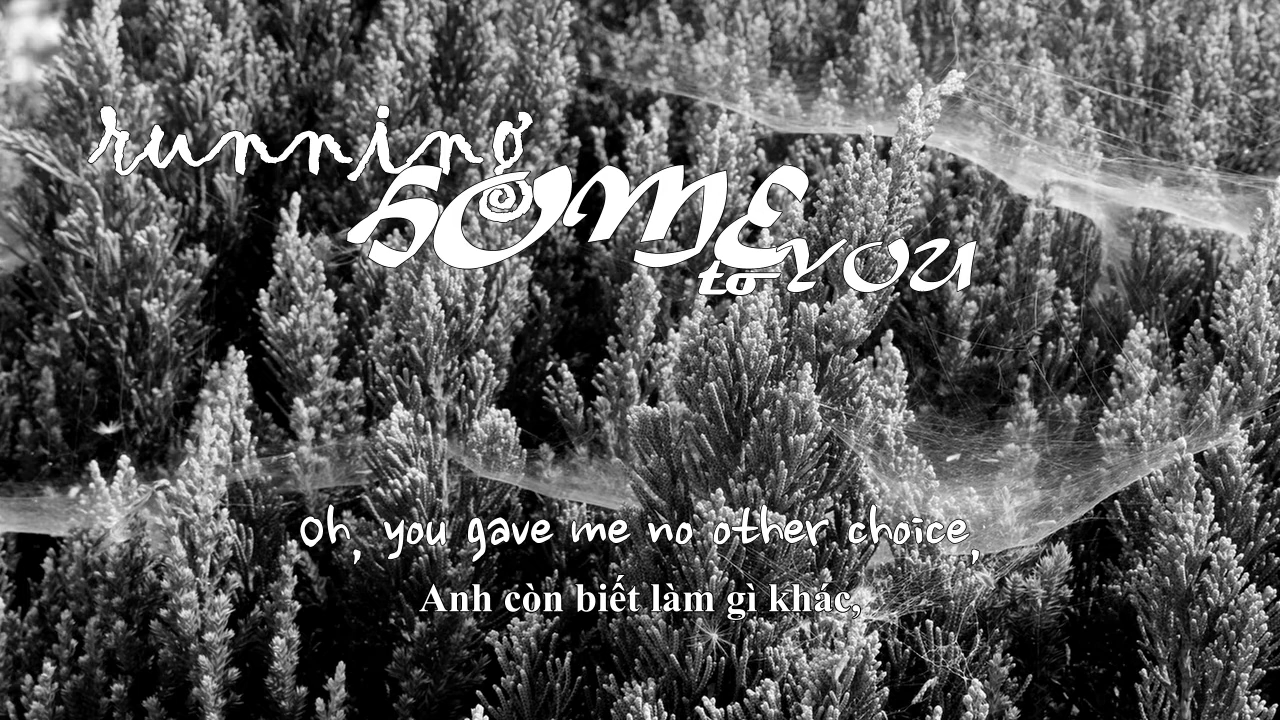 running
HOME
to YOU
Oh, you gave me no other choice,
Anh còn biết làm gì khác,